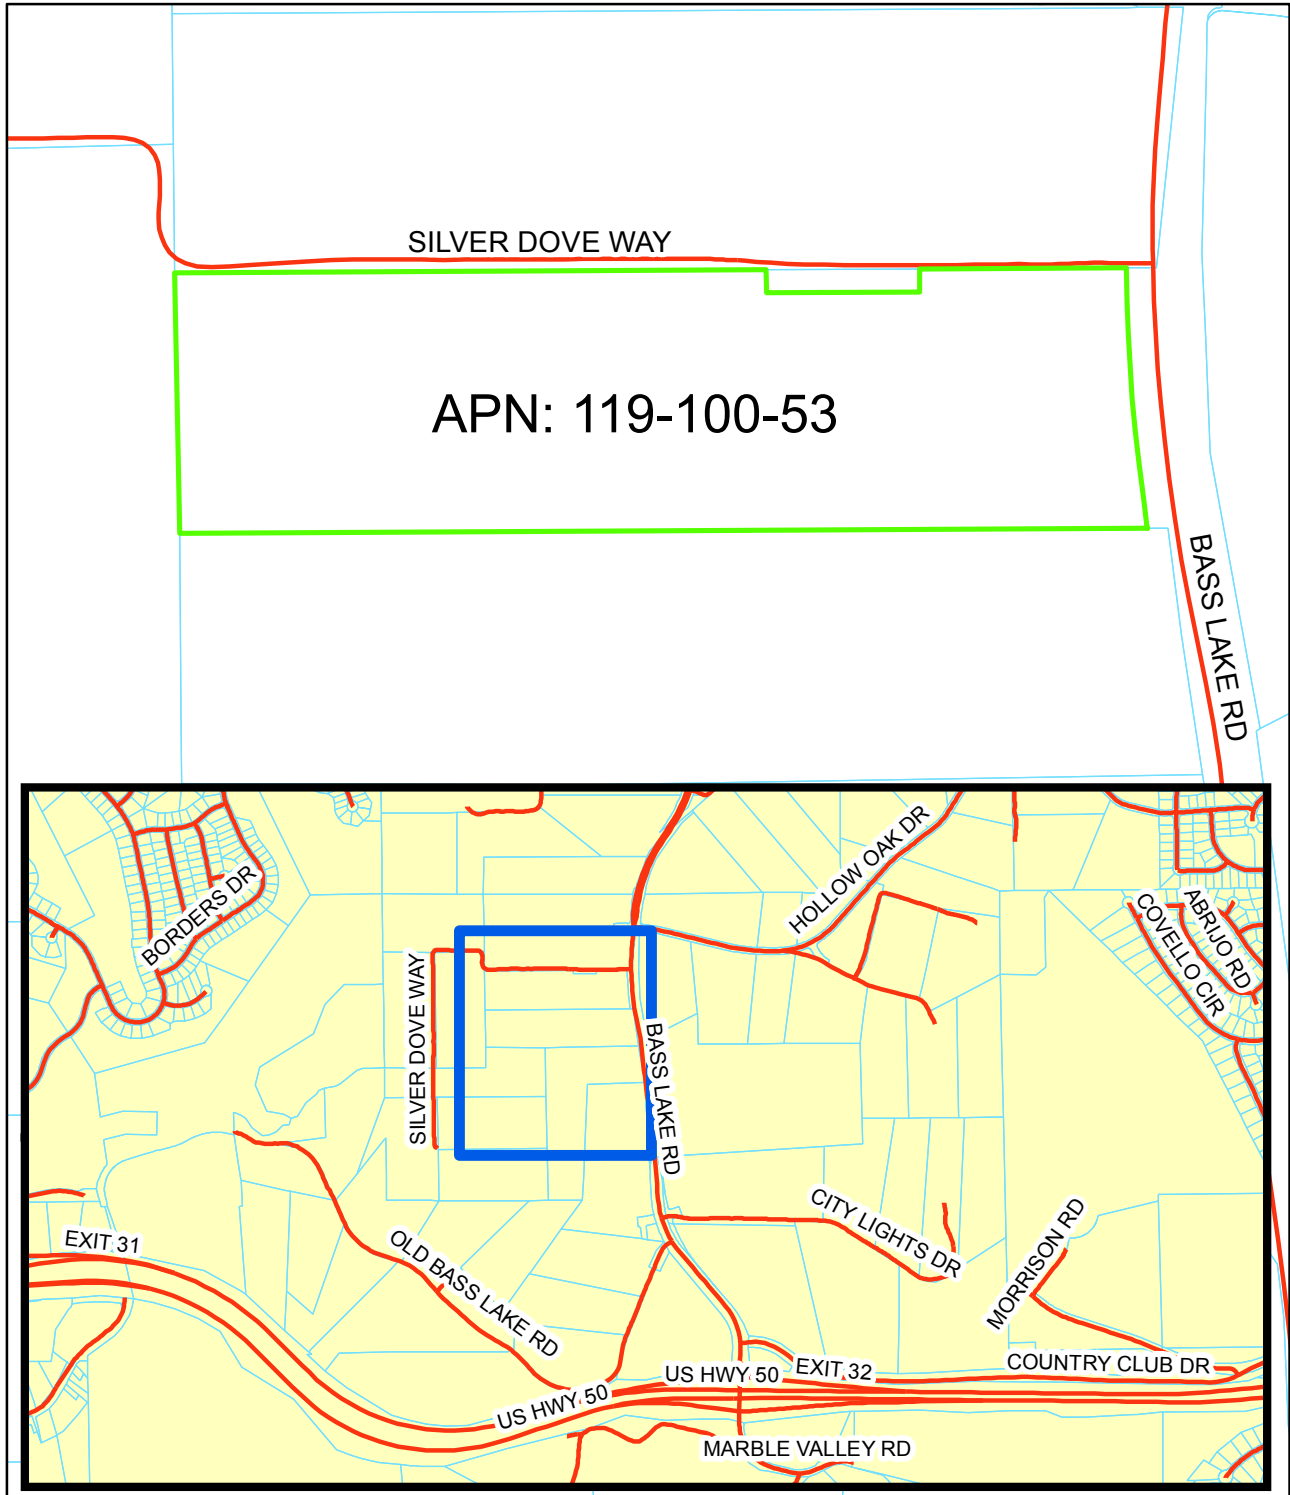 SILVER DOVE WAY
APN: 119-100-53
BASS LAKE RD
HOLLOW OAK DR
BORDERS DR
COVELLO CIR
ABRIJO RD
SILVER DOVE WAY
BASS LAKE RD
CITY LIGHTS DR
MORRISON RD
EXIT 31
OLD BASS LAKE RD
COUNTRY CLUB DR
US HWY 50
EXIT 32
US HWY 50
MARBLE VALLEY RD